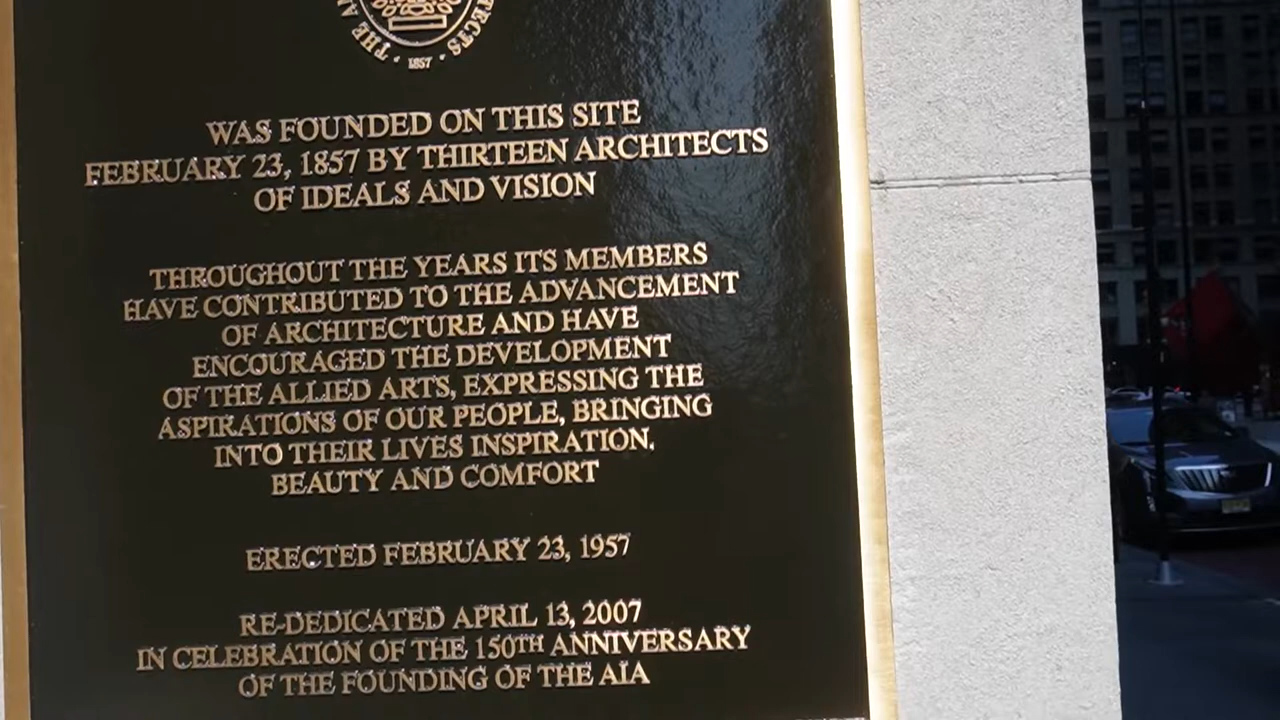 THE A
TECTS
· 1857 ·
WAS FOUNDED ON THIS SITE
FEBRUARY 23, 1857 BY THIRTEEN ARCHITECTS
OF IDEALS AND VISION
THROUGHOUT THE YEARS ITS MEMBERS
HAVE CONTRIBUTED TO THE ADVANCEMENT
OF ARCHITECTURE AND HAVE
ENCOURAGED THE DEVELOPMENT
OF THE ALLIED ARTS, EXPRESSING THE
ASPIRATIONS OF OUR PEOPLE, BRINGING
INTO THEIR LIVES INSPIRATION,
BEAUTY AND COMFORT
ERECTED FEBRUARY 23, 1957
RE-DEDICATED APRIL 13, 2007
IN CELEBRATION OF THE 150TH ANNIVERSARY
OF THE FOUNDING OF THE AIA